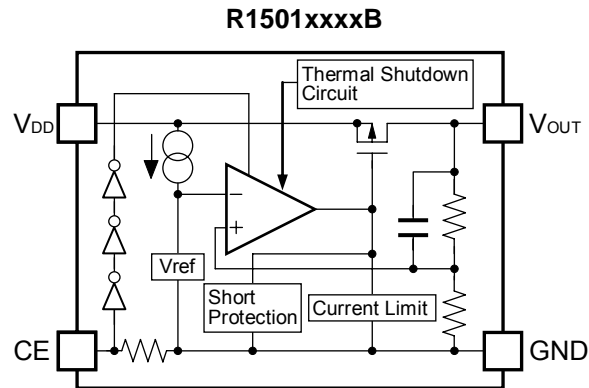 R1501xxxxB
Thermal Shutdown
Circuit
VDD
VOUT
−
+
Vref
Short
Protection
Current Limit
CE
GND